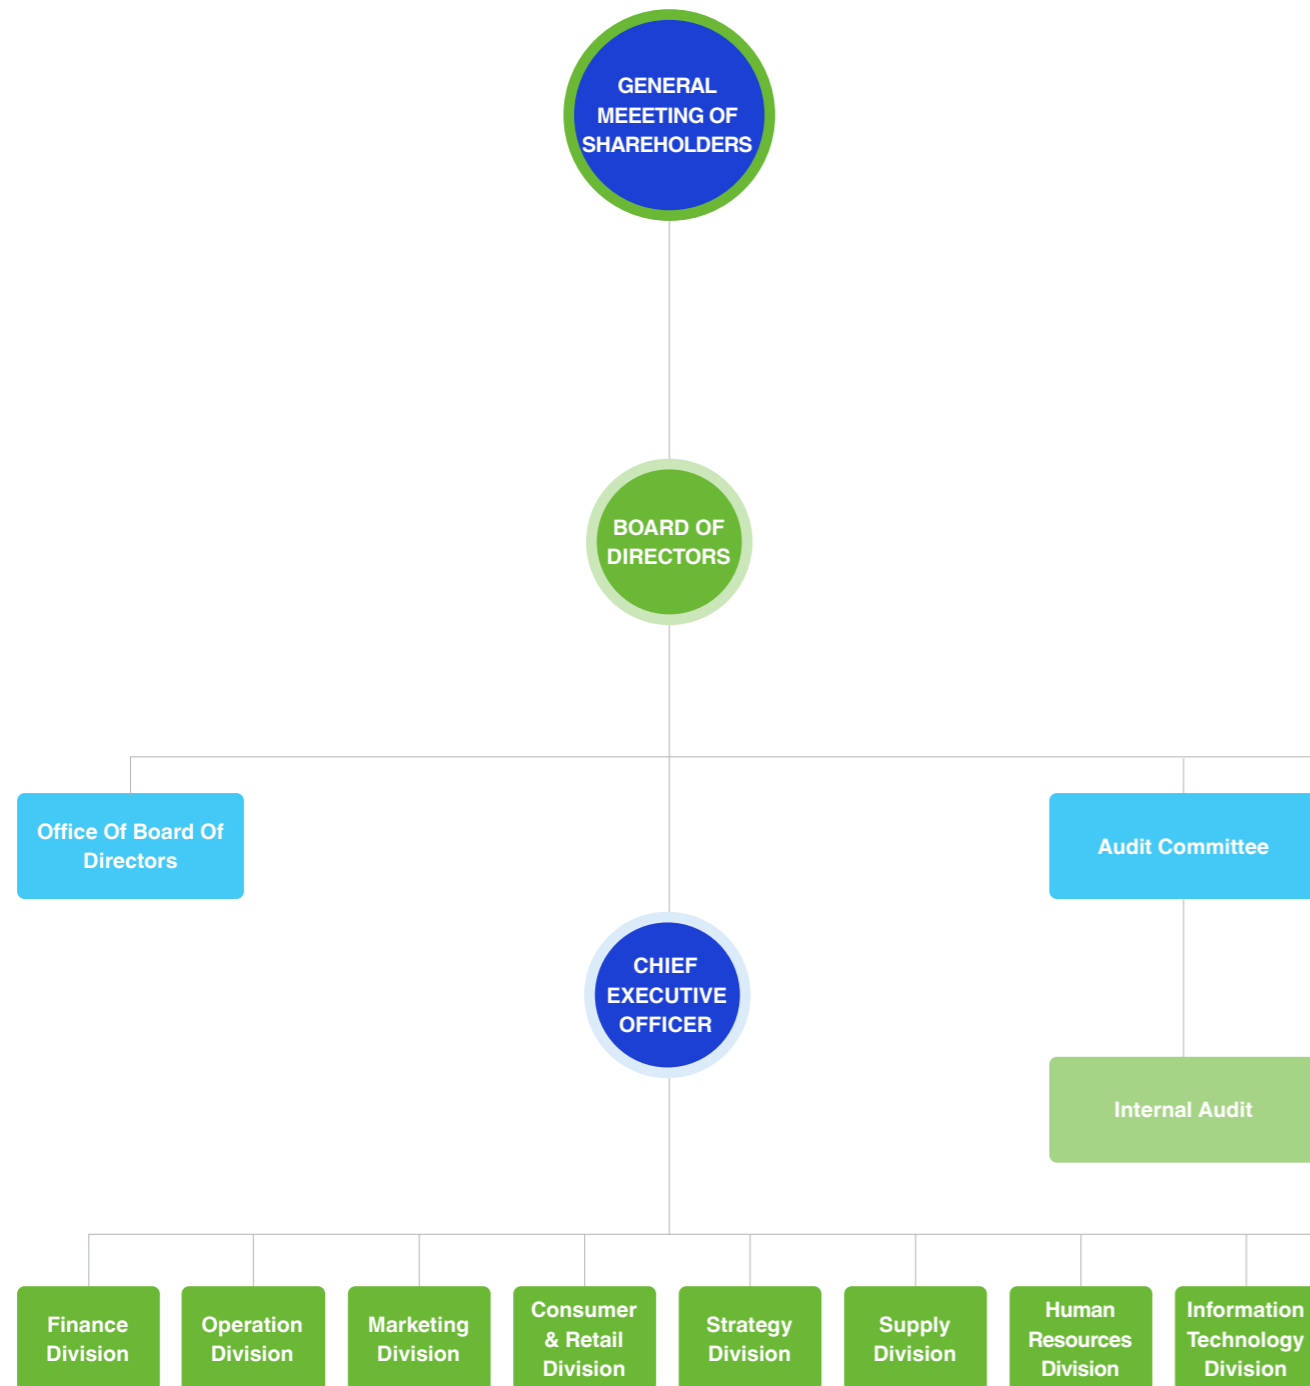 GENERAL
MEEETING OF
SHAREHOLDERS
BOARD OF
DIRECTORS
Office Of Board Of
Directors
Audit Committee
CHIEF
EXECUTIVE
OFFICER
Internal Audit
Finance
Division
Operation
Division
Marketing
Division
Consumer
& Retail
Division
Strategy
Division
Supply
Division
Human
Resources
Division
Information
Technology
Division